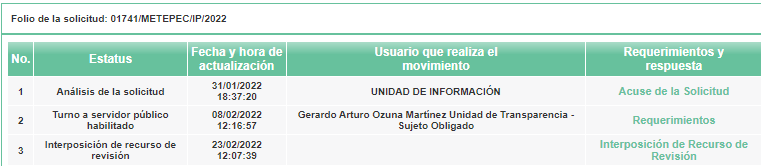 Folio de la solicitud: 01741/METEPEC/IP/2022
No. Estatus Fecha y hora de actualización Usuario que realiza el movimiento Requerimientos y respuesta
1 Análisis de la solicitud 31/01/2022 18:37:20 UNIDAD DE INFORMACIÓN Acuse de la Solicitud
2 Turno a servidor público habilitado 08/02/2022 12:16:57 Gerardo Arturo Ozuna Martínez Unidad de Transparencia - Sujeto Obligado Requerimientos
3 Interposición de recurso de revisión 23/02/2022 12:07:39 Interposición de Recurso de Revisión